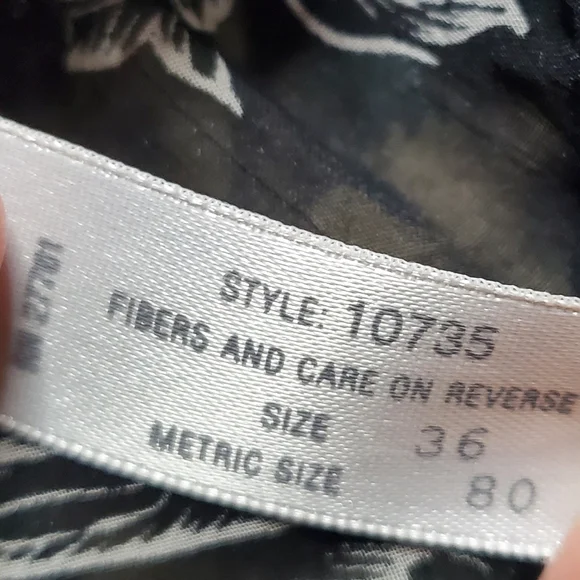 STYLE: 10735
FIBERS AND CARE ON REVERSE
SIZE 36
METRIC SIZE 80